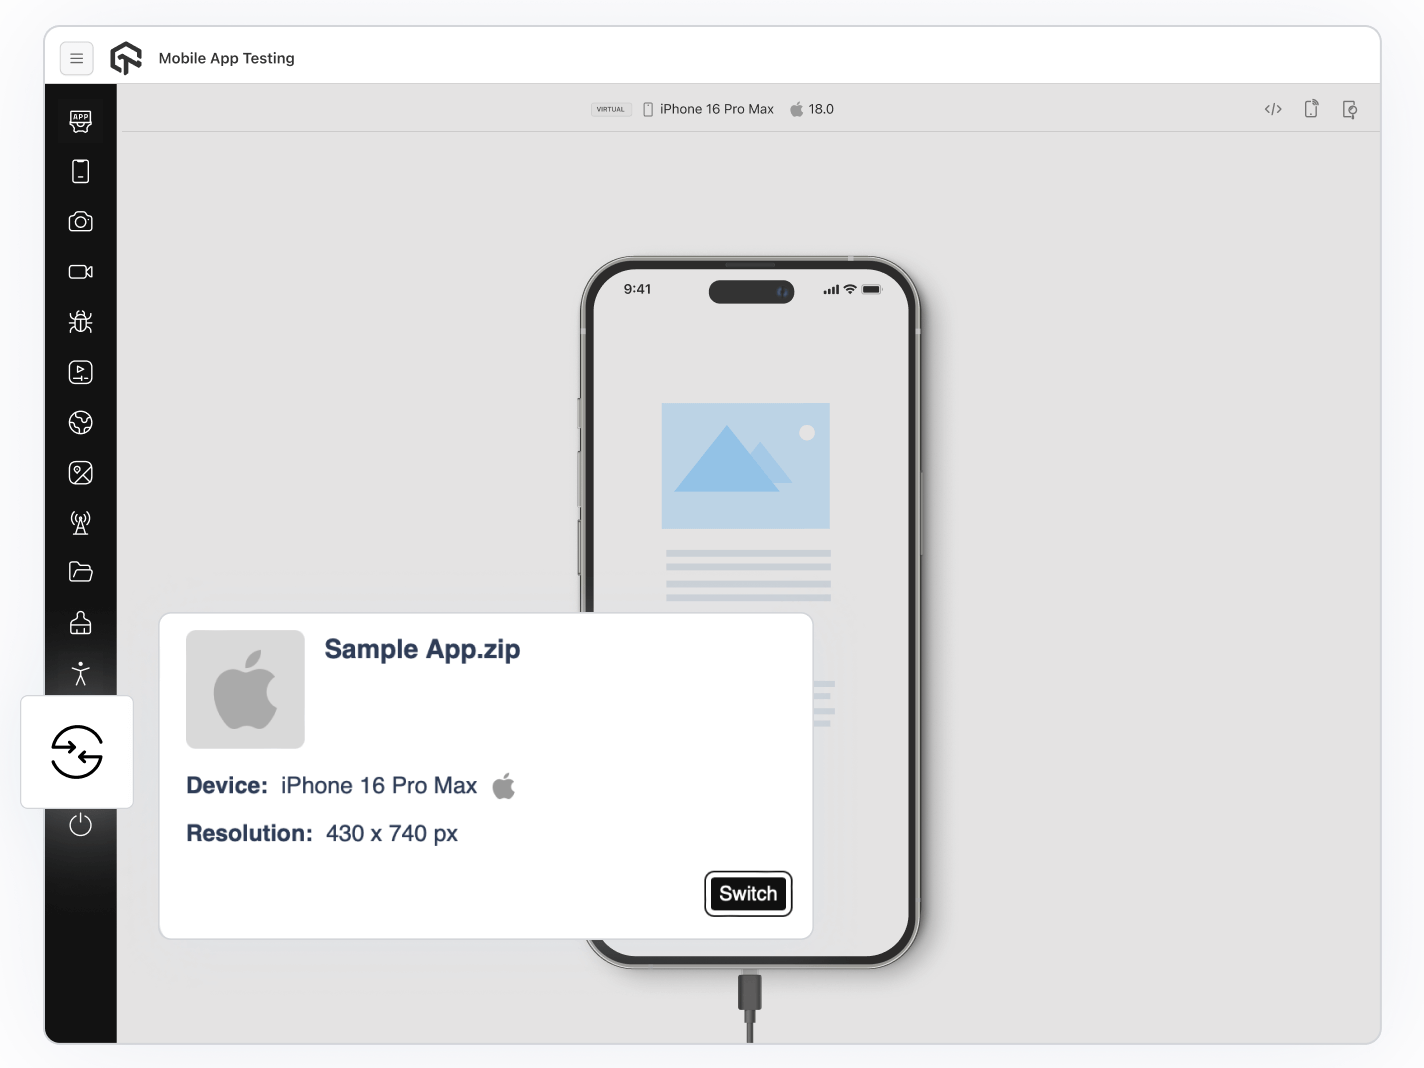 Mobile App Testing
VIRTUAL iPhone 16 Pro Max 18.0
APP
9:41
Sample App.zip
Device: iPhone 16 Pro Max
Resolution: 430 x 740 px
Switch